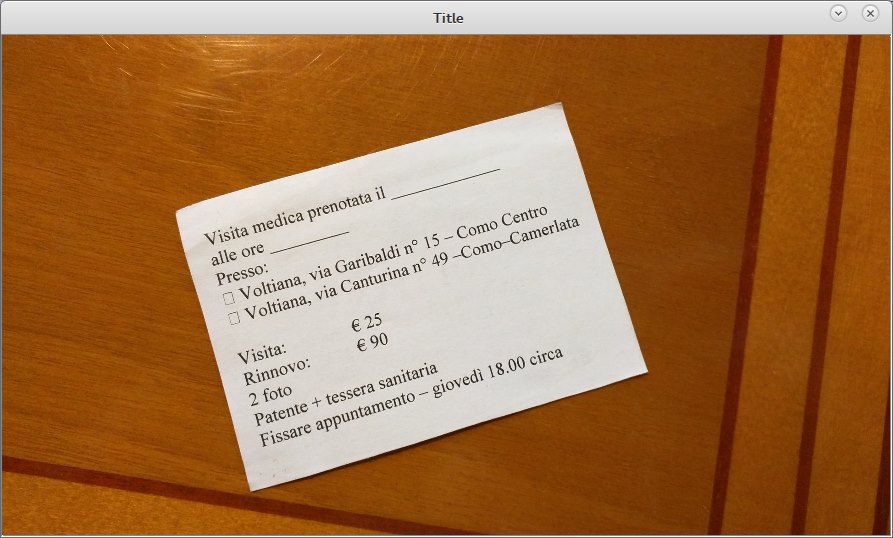 Title
Visita medica prenotata il ____________
alle ore _________
Presso:
□ Voltiana, via Garibaldi n° 15 – Como Centro
□ Voltiana, via Canturina n° 49 –Como–Camerlata
Visita: € 25
Rinnovo: € 90
2 foto
Patente + tessera sanitaria
Fissare appuntamento – giovedì 18.00 circa